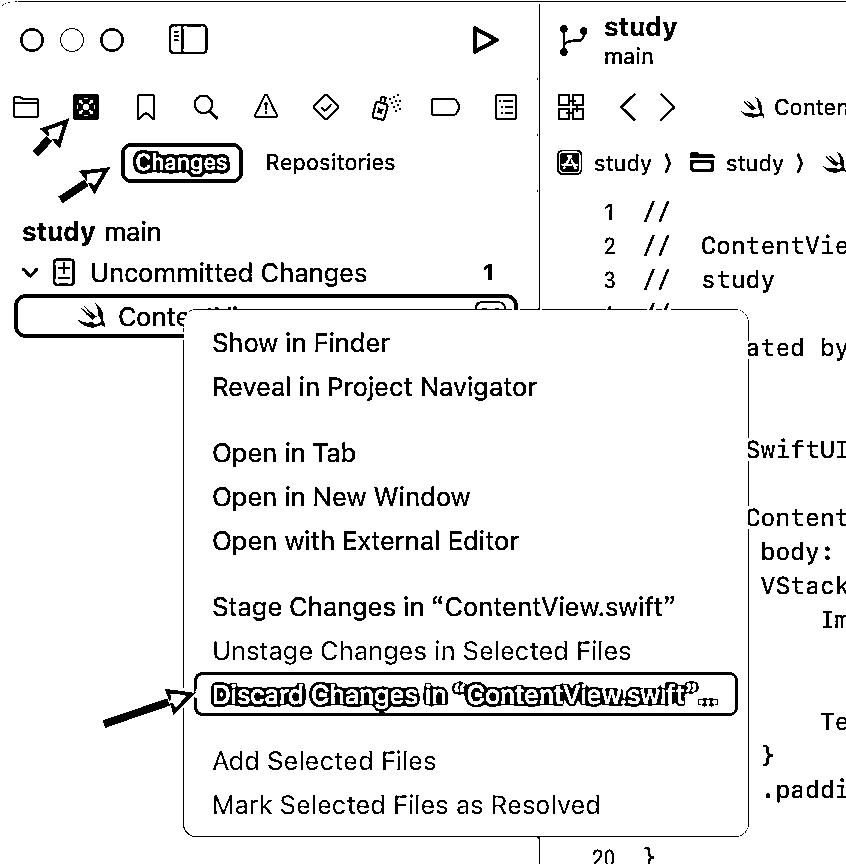 study
main
Conten
Changes Repositories
study study
study main
Uncommitted Changes 1
1 //
2 // ContentVie
3 // study
Show in Finder
Reveal in Project Navigator
Open in Tab
Open in New Window
Open with External Editor
Stage Changes in “ContentView.swift”
Unstage Changes in Selected Files
Discard Changes in “ContentView.swift”...
Add Selected Files
Mark Selected Files as Resolved
ated by
SwiftUI
Content
body:
VStack
Im
Te
}
.paddi
20 }